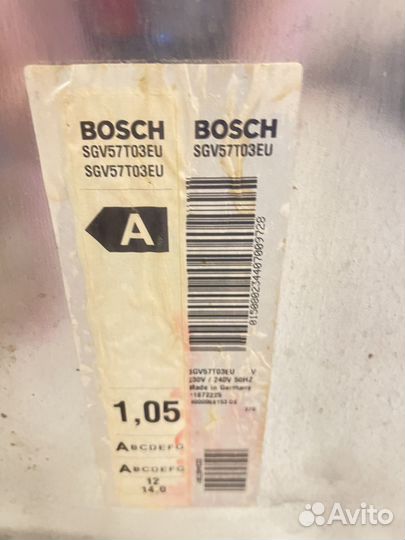 BOSCH
SGV57T03EU
SGV57T03EU
A
1,05
ABCDEFG
ABCDEFG
12
14,0
BOSCH
SGV57T03EU
015080234407009728
SGV57T03EU V
230V / 240V 50HZ
Made in Germany
Avito